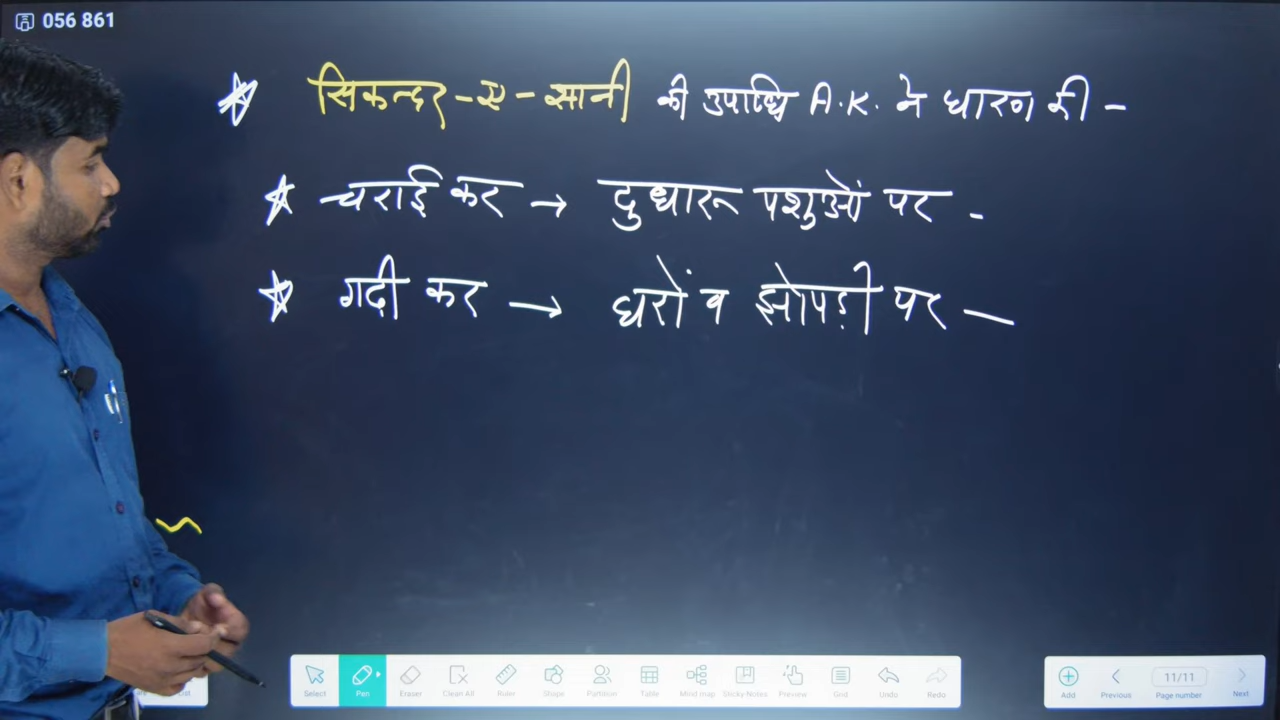 056 861
☆ सिकन्दर-ए-सानी की उपाधि A.K. ने धारण की -
☆ चराई कर → दुधारू पशुओं पर -
☆ गदी कर → घरों व झोपड़ी पर —
Select Pen Eraser Clean All Ruler Shape Partition Table Mind map Sticky Notes Preview Grid Undo Redo
Add Previous 11/11 Page number Next